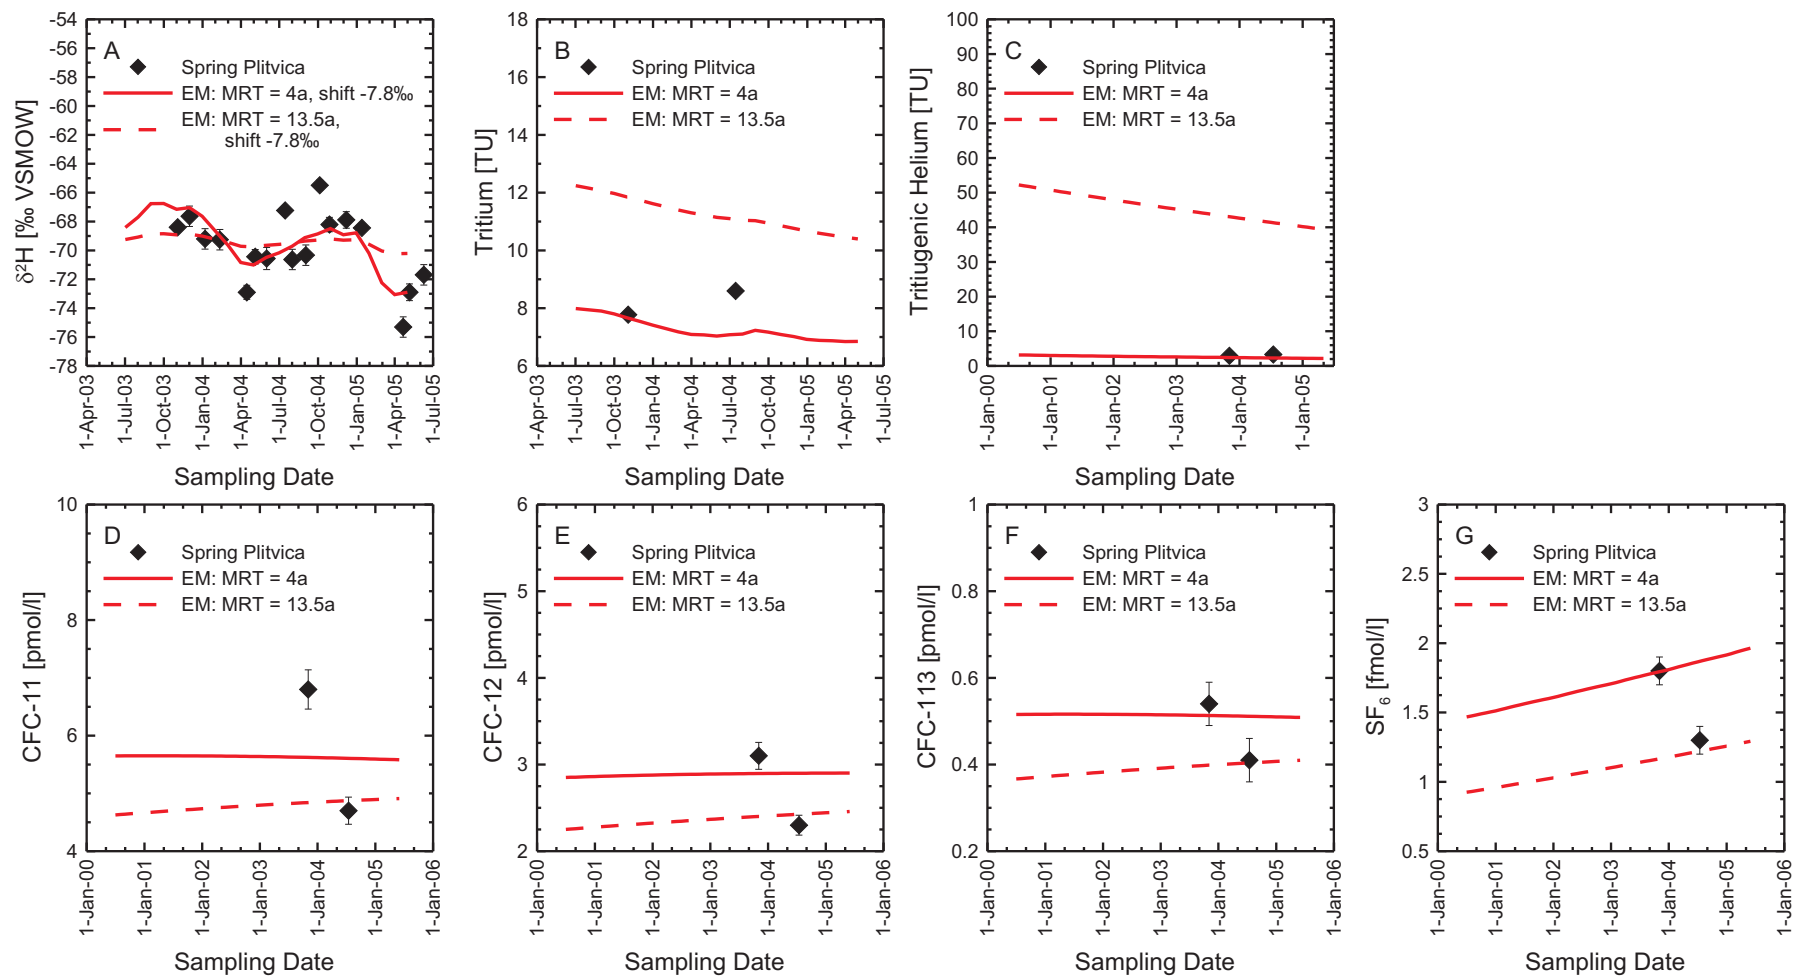 A
Spring Plitvica
EM: MRT = 4a, shift -7.8‰
EM: MRT = 13.5a,
shift -7.8‰
δ²H [‰ VSMOW]
-54
-56
-58
-60
-62
-64
-66
-68
-70
-72
-74
-76
-78
1-Apr-03
1-Jul-03
1-Oct-03
1-Jan-04
1-Apr-04
1-Jul-04
1-Oct-04
1-Jan-05
1-Apr-05
1-Jul-05
Sampling Date
B
Spring Plitvica
EM: MRT = 4a
EM: MRT = 13.5a
Tritium [TU]
18
16
14
12
10
8
6
1-Apr-03
1-Jul-03
1-Oct-03
1-Jan-04
1-Apr-04
1-Jul-04
1-Oct-04
1-Jan-05
1-Apr-05
1-Jul-05
Sampling Date
C
Spring Plitvica
EM: MRT = 4a
EM: MRT = 13.5a
Tritiugenic Helium [TU]
100
90
80
70
60
50
40
30
20
10
0
1-Jan-00
1-Jan-01
1-Jan-02
1-Jan-03
1-Jan-04
1-Jan-05
Sampling Date
D
Spring Plitvica
EM: MRT = 4a
EM: MRT = 13.5a
CFC-11 [pmol/l]
10
8
6
4
1-Jan-00
1-Jan-01
1-Jan-02
1-Jan-03
1-Jan-04
1-Jan-05
1-Jan-06
Sampling Date
E
Spring Plitvica
EM: MRT = 4a
EM: MRT = 13.5a
CFC-12 [pmol/l]
6
5
4
3
2
1-Jan-00
1-Jan-01
1-Jan-02
1-Jan-03
1-Jan-04
1-Jan-05
1-Jan-06
Sampling Date
F
Spring Plitvica
EM: MRT = 4a
EM: MRT = 13.5a
CFC-113 [pmol/l]
1
0.8
0.6
0.4
0.2
1-Jan-00
1-Jan-01
1-Jan-02
1-Jan-03
1-Jan-04
1-Jan-05
1-Jan-06
Sampling Date
G
Spring Plitvica
EM: MRT = 4a
EM: MRT = 13.5a
SF₆ [fmol/l]
3
2.5
2
1.5
1
0.5
1-Jan-00
1-Jan-01
1-Jan-02
1-Jan-03
1-Jan-04
1-Jan-05
1-Jan-06
Sampling Date